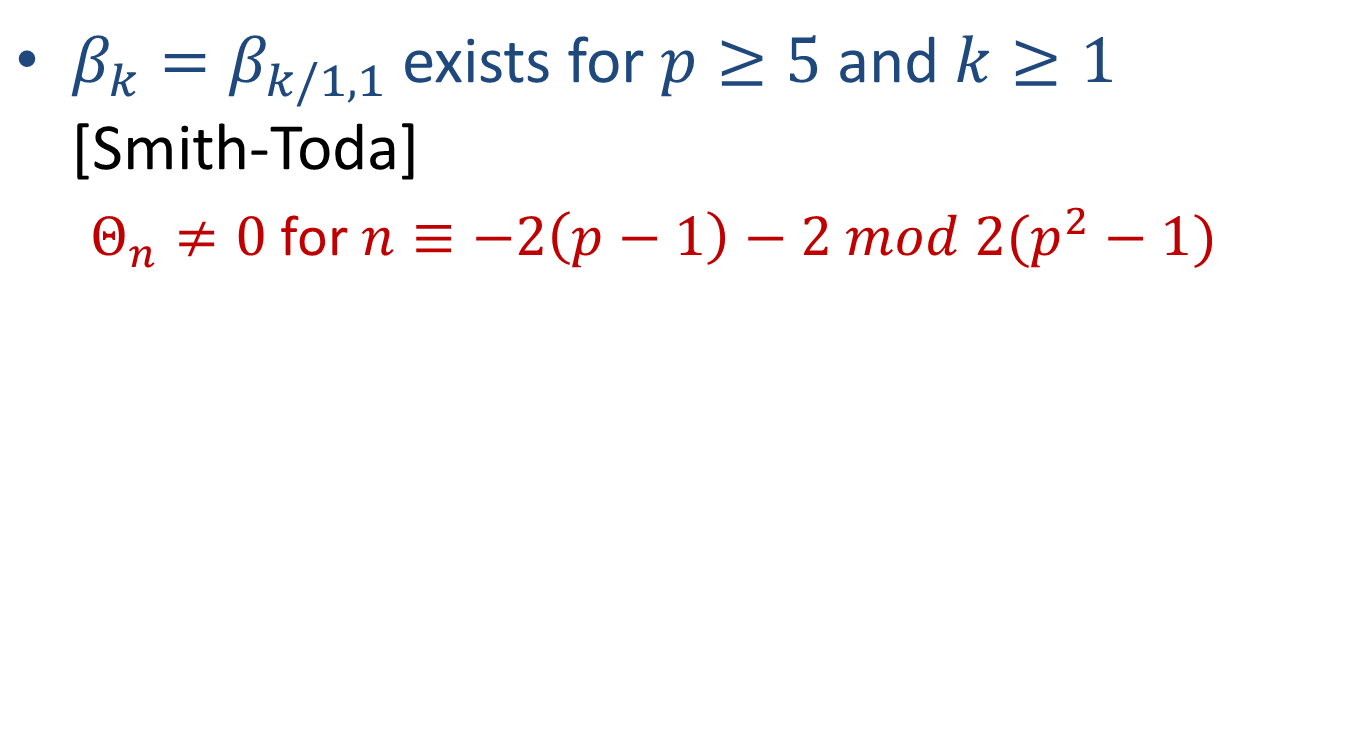 • βₖ = βₖ/₁,₁ exists for p ≥ 5 and k ≥ 1
[Smith-Toda]
Θₙ ≠ 0 for n ≡ −2(p − 1) − 2 mod 2(p² − 1)